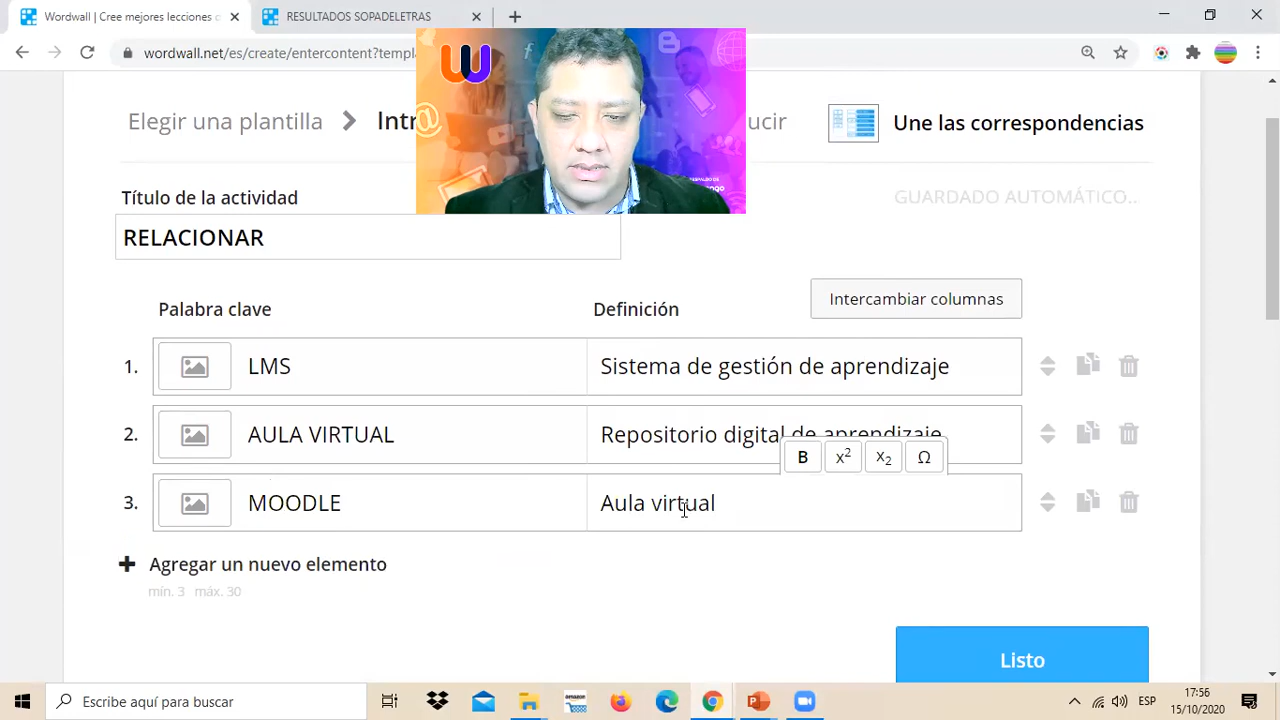 Wordwall | Cree mejores lecciones
RESULTADOS SOPADELETRAS
wordwall.net/es/create/entercontent?templ
Elegir una plantilla
Intr
ucir
Une las correspondencias
GUARDADO AUTOMÁTICO..
Título de la actividad
RELACIONAR
Palabra clave
Definición
Intercambiar columnas
1. LMS Sistema de gestión de aprendizaje
2. AULA VIRTUAL Repositorio digital de aprendizaje
B x² x₂ Ω
3. MOODLE Aula virtual
Agregar un nuevo elemento
mín. 3 máx. 30
Listo
Escribe aquí para buscar
amazon
ESP
17:56
15/10/2020